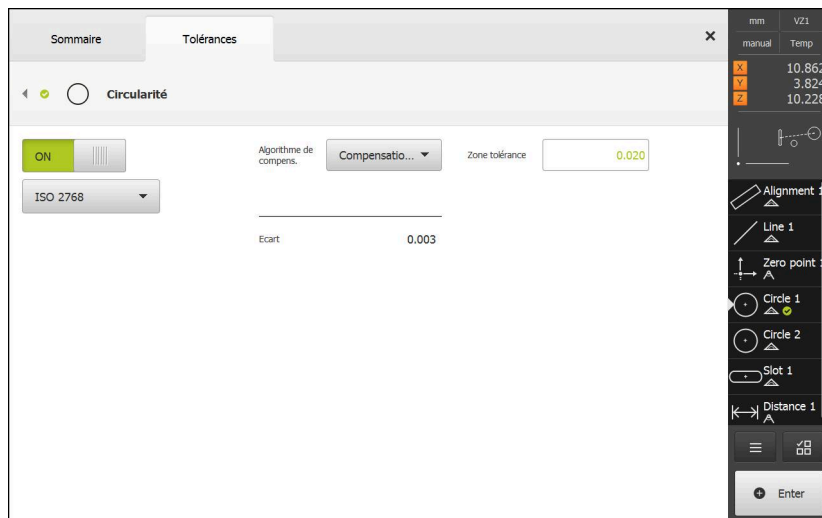 Sommaire
Tolérances
Circularité
ON
ISO 2768
Algorithme de
compens.
Compensatio...
Zone tolérance
0.020
Ecart
0.003
mm
VZ1
manual
Temp
X
10.862
Y
3.824
Z
10.228
Alignment 1
Line 1
Zero point 1
Circle 1
Circle 2
Slot 1
Distance 1
Enter